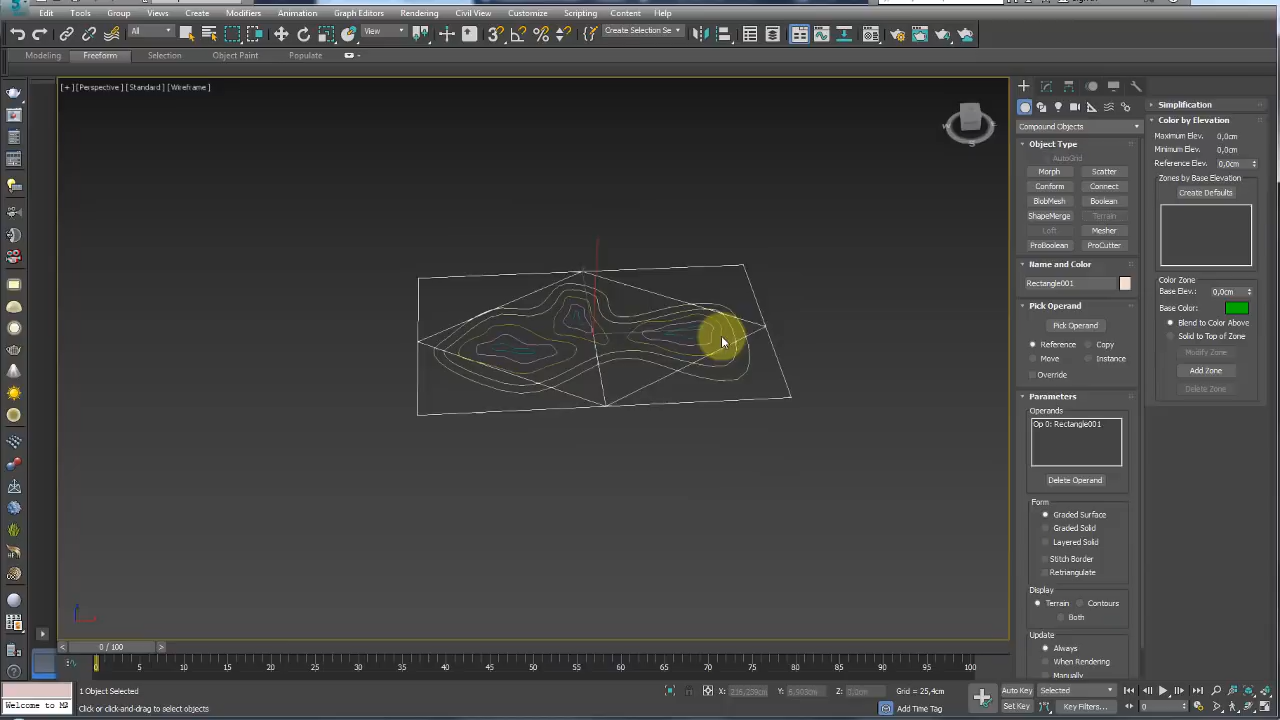 Edit Tools Group Views Create Modifiers Animation Graph Editors Rendering Civil View Customize Scripting Content Help
All View Create Selection Se
Modeling Freeform Selection Object Paint Populate
[+] [Perspective] [Standard] [Wireframe]
W S
Compound Objects
Object Type
AutoGrid
Morph Scatter
Conform Connect
BlobMesh Boolean
ShapeMerge Terrain
Loft Mesher
ProBoolean ProCutter
Name and Color
Rectangle001
Pick Operand
Pick Operand
Reference Copy
Move Instance
Override
Parameters
Operands
Op 0: Rectangle001
Delete Operand
Form
Graded Surface
Graded Solid
Layered Solid
Stitch Border
Retriangulate
Display
Terrain Contours
Both
Update
Always
When Rendering
Manually
Simplification
Color by Elevation
Maximum Elev. 0,0cm
Minimum Elev. 0,0cm
Reference Elev. 0,0cm
Zones by Base Elevation
Create Defaults
Color Zone
Base Elev.: 0,0cm
Base Color:
Blend to Color Above
Solid to Top of Zone
Modify Zone
Add Zone
Delete Zone
0 / 100
0 5 10 15 20 25 30 35 40 45 50 55 60 65 70 75 80 85 90 95 100
1 Object Selected X: 216,239cm Y: 6,903cm Z: 0,0cm Grid = 25,4cm Auto Key Selected
Welcome to M Click or click-and-drag to select objects Add Time Tag Set Key Key Filters... 0